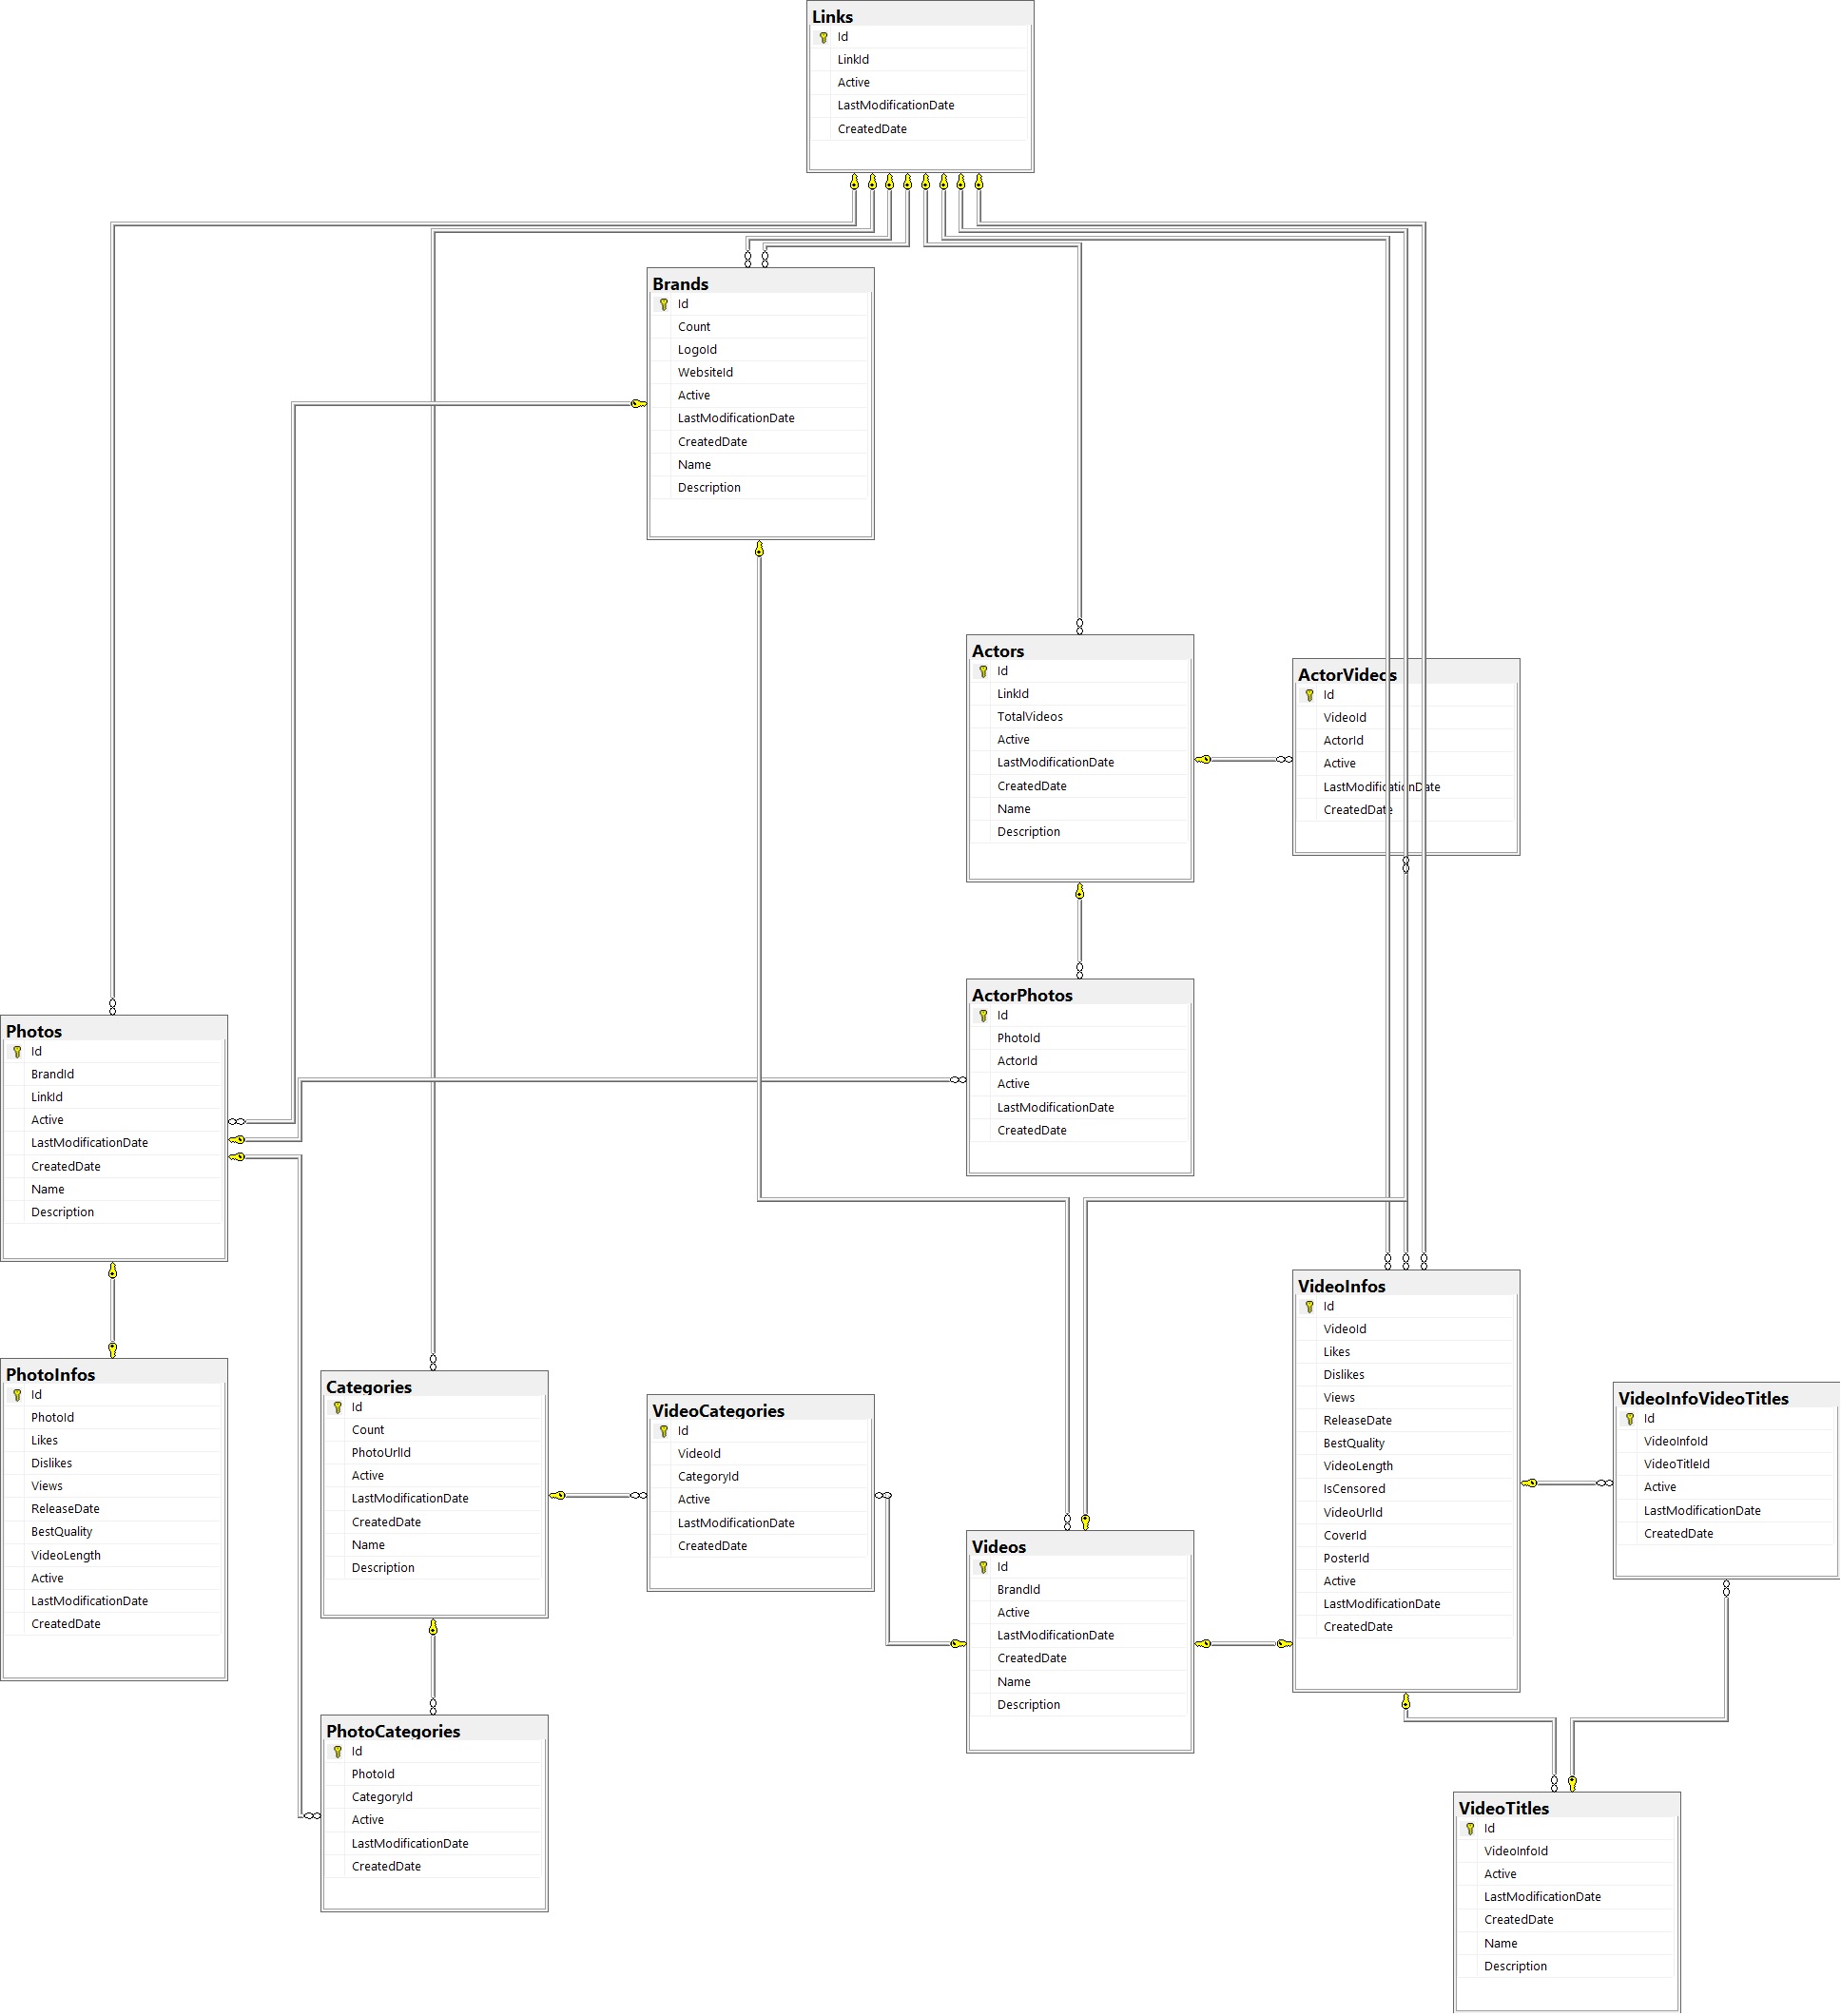 Links
Id
LinkId
Active
LastModificationDate
CreatedDate
Brands
Id
Count
LogoId
WebsiteId
Active
LastModificationDate
CreatedDate
Name
Description
Actors
Id
LinkId
TotalVideos
Active
LastModificationDate
CreatedDate
Name
Description
ActorVideos
Id
VideoId
ActorId
Active
LastModificationDate
CreatedDate
ActorPhotos
Id
PhotoId
ActorId
Active
LastModificationDate
CreatedDate
Photos
Id
BrandId
LinkId
Active
LastModificationDate
CreatedDate
Name
Description
PhotoInfos
Id
PhotoId
Likes
Dislikes
Views
ReleaseDate
BestQuality
VideoLength
Active
LastModificationDate
CreatedDate
Categories
Id
Count
PhotoUrlId
Active
LastModificationDate
CreatedDate
Name
Description
VideoCategories
Id
VideoId
CategoryId
Active
LastModificationDate
CreatedDate
Videos
Id
BrandId
Active
LastModificationDate
CreatedDate
Name
Description
VideoInfos
Id
VideoId
Likes
Dislikes
Views
ReleaseDate
BestQuality
VideoLength
IsCensored
VideoUrlId
CoverId
PosterId
Active
LastModificationDate
CreatedDate
VideoInfoVideoTitles
Id
VideoInfoId
VideoTitleId
Active
LastModificationDate
CreatedDate
PhotoCategories
Id
PhotoId
CategoryId
Active
LastModificationDate
CreatedDate
VideoTitles
Id
VideoInfoId
Active
LastModificationDate
CreatedDate
Name
Description